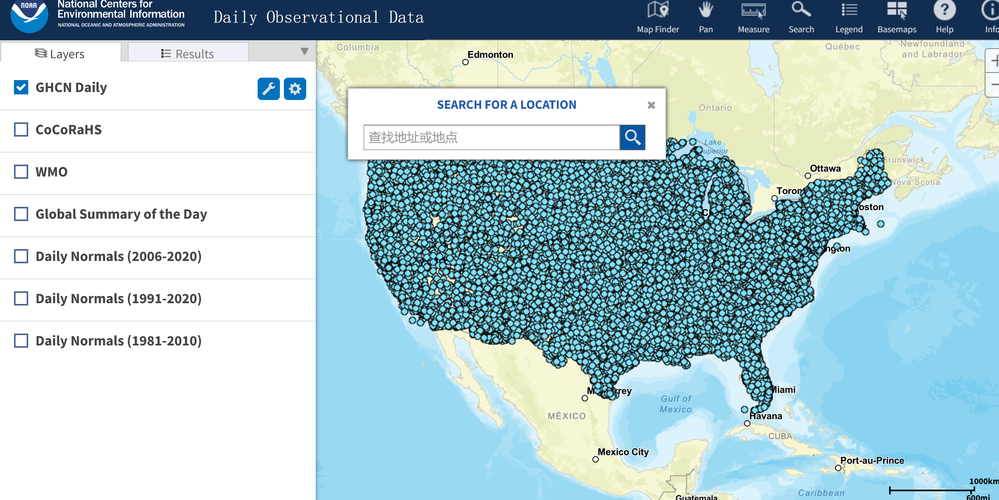 NOAA
National Centers for
Environmental Information
NATIONAL OCEANIC AND ATMOSPHERIC ADMINISTRATION
Daily Observational Data
Map Finder
Pan
Measure
Search
Legend
Basemaps
Help
Info
Layers
Results
GHCN Daily
CoCoRaHS
WMO
Global Summary of the Day
Daily Normals (2006-2020)
Daily Normals (1991-2020)
Daily Normals (1981-2010)
SEARCH FOR A LOCATION
查找地址或地点
Columbia
Edmonton
Québec
Newfoundland
and Labrador
Ontario
Lake
uperior
Brunswick
Ottawa
Nova Scotia
Toron
oston
ngton
Miami
rrey
Gulf of
Mexico
MÉXICO
Havana
CUBA
Mexico City
Port-au-Prince
Caribbean
Guatemala
1000km
600mi